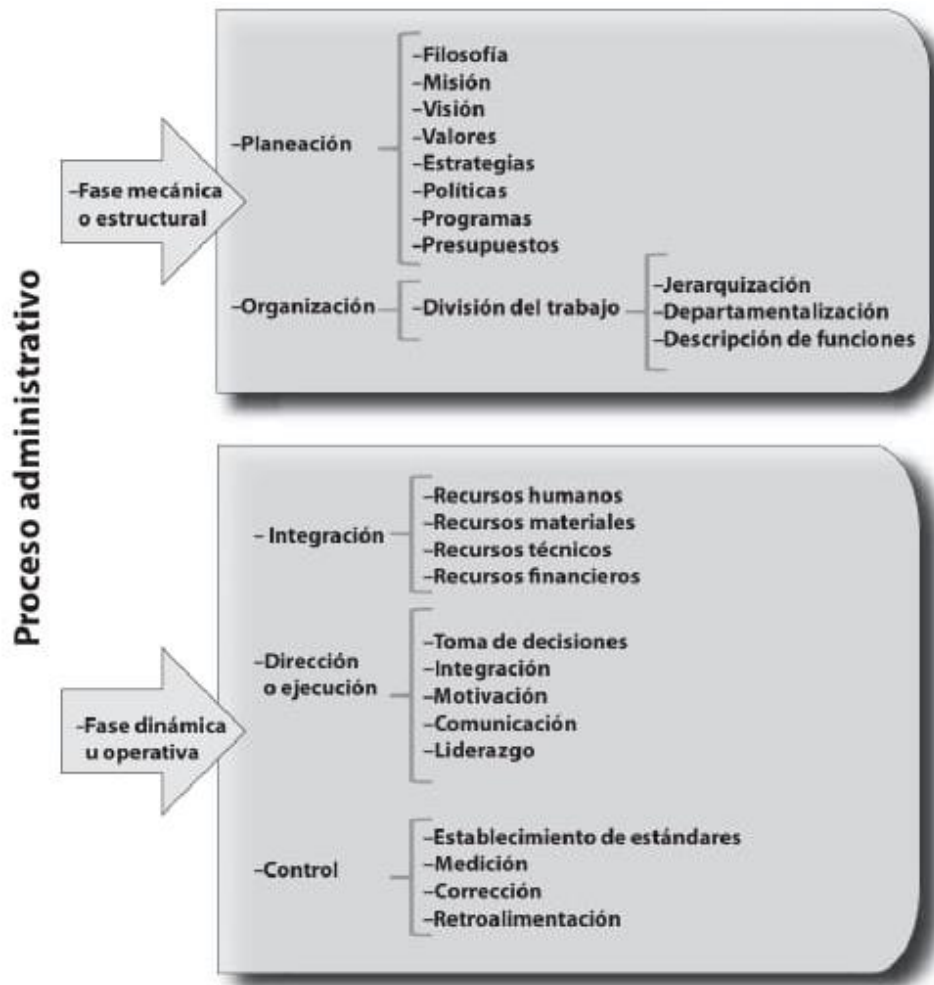 Proceso administrativo
–Fase mecánica
o estructural
–Planeación
–Filosofía
–Misión
–Visión
–Valores
–Estrategias
–Políticas
–Programas
–Presupuestos
–Organización
–División del trabajo
–Jerarquización
–Departamentalización
–Descripción de funciones
–Fase dinámica
u operativa
– Integración
–Recursos humanos
–Recursos materiales
–Recursos técnicos
–Recursos financieros
–Dirección
o ejecución
–Toma de decisiones
–Integración
–Motivación
–Comunicación
–Liderazgo
–Control
–Establecimiento de estándares
–Medición
–Corrección
–Retroalimentación